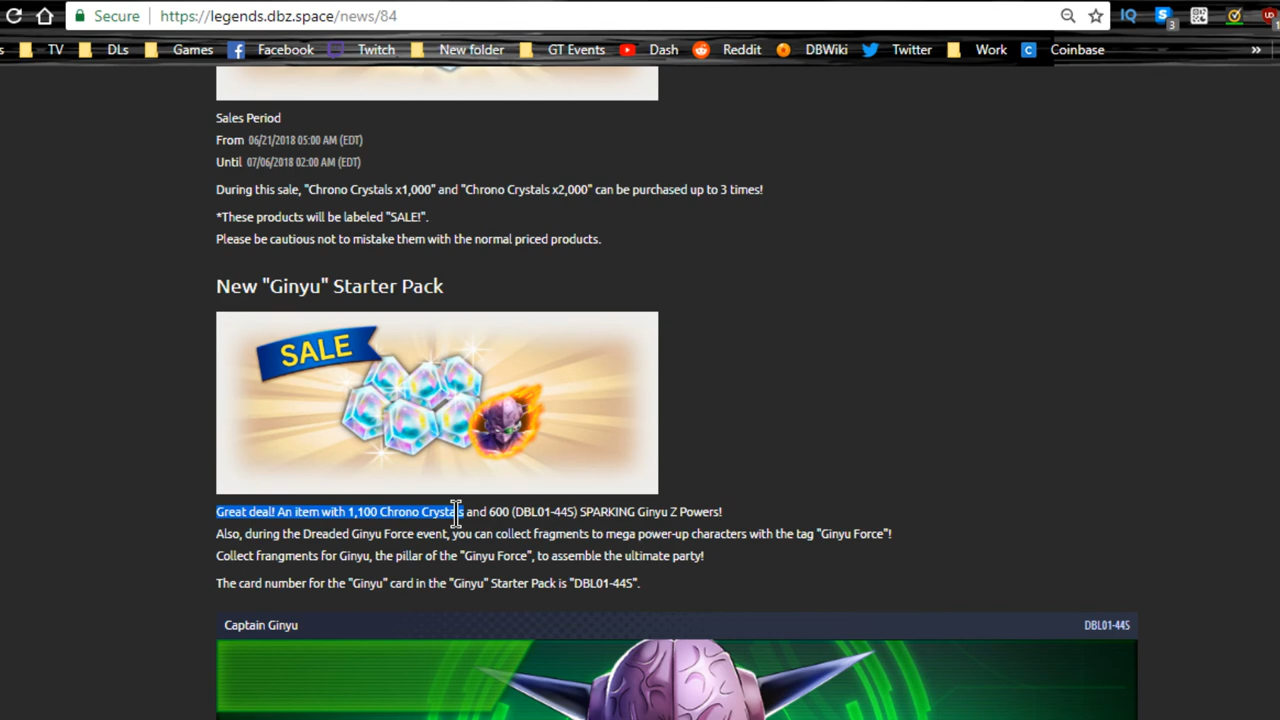 Secure https://legends.dbz.space/news/84
3
1
s TV DLs Games Facebook Twitch New folder GT Events Dash Reddit DBWiki Twitter Work Coinbase »
Sales Period
From 06/21/2018 05:00 AM (EDT)
Until 07/06/2018 02:00 AM (EDT)
During this sale, "Chrono Crystals x1,000" and "Chrono Crystals x2,000" can be purchased up to 3 times!
*These products will be labeled "SALE!".
Please be cautious not to mistake them with the normal priced products.
New "Ginyu" Starter Pack
SALE
Great deal! An item with 1,100 Chrono Crystals and 600 (DBL01-44S) SPARKING Ginyu Z Powers!
Also, during the Dreaded Ginyu Force event, you can collect fragments to mega power-up characters with the tag "Ginyu Force"!
Collect frangments for Ginyu, the pillar of the "Ginyu Force", to assemble the ultimate party!
The card number for the "Ginyu" card in the "Ginyu" Starter Pack is "DBL01-44S".
Captain Ginyu DBL01-44S